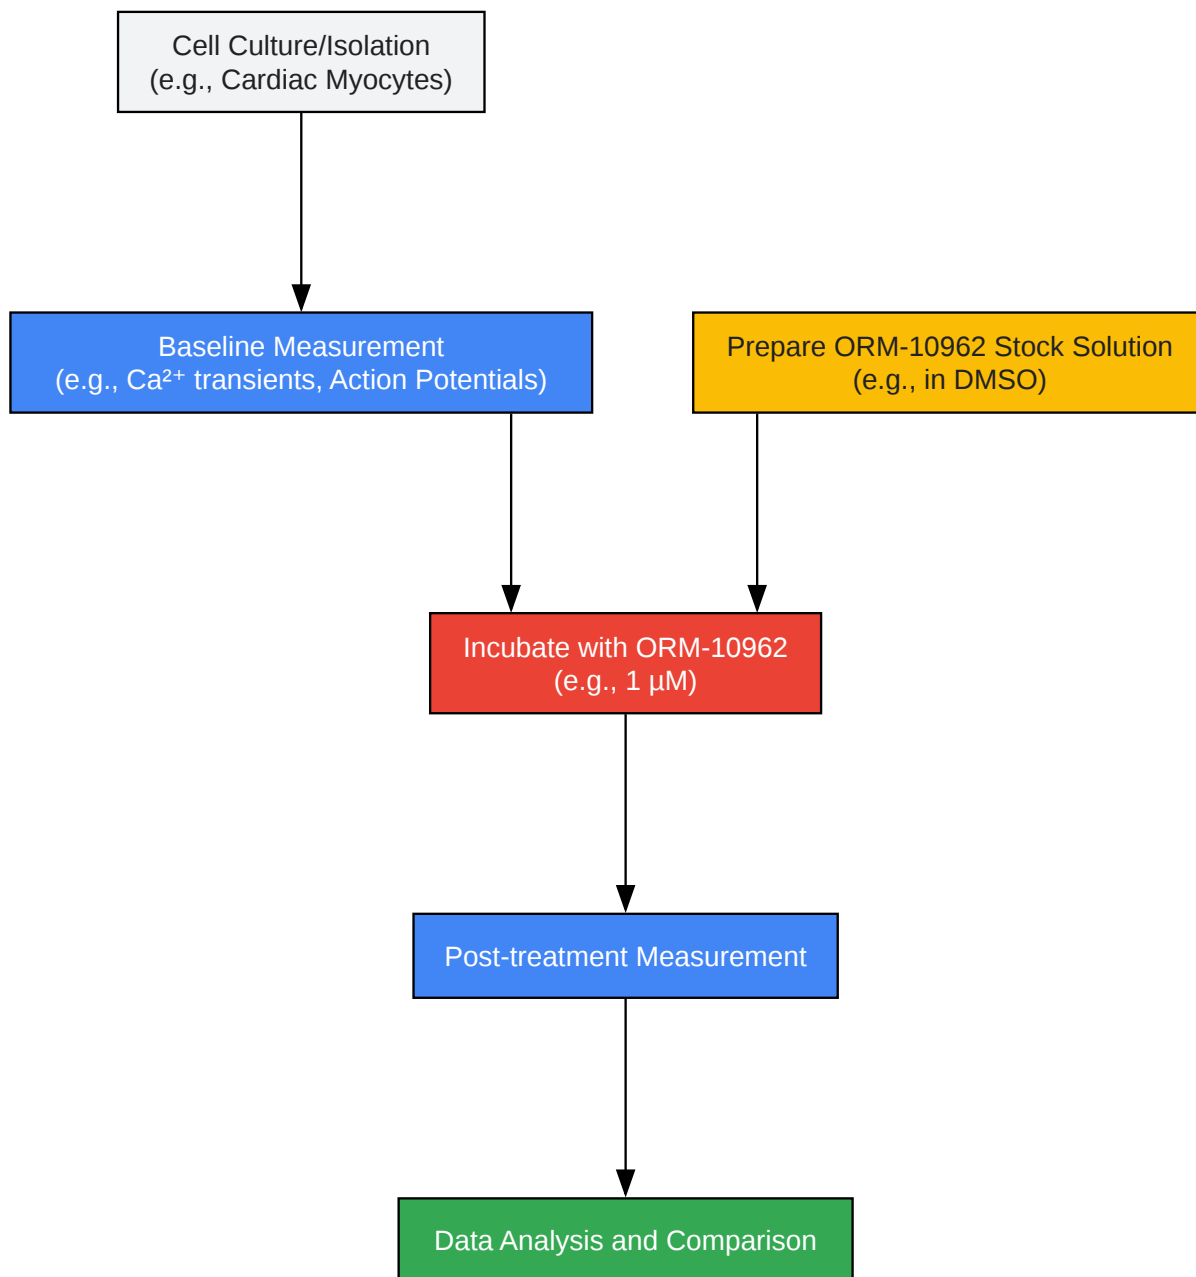 Cell Culture/Isolation
(e.g., Cardiac Myocytes)
Baseline Measurement
(e.g., Ca²⁺ transients, Action Potentials)
Prepare ORM-10962 Stock Solution
(e.g., in DMSO)
Incubate with ORM-10962
(e.g., 1 µM)
Post-treatment Measurement
Data Analysis and Comparison